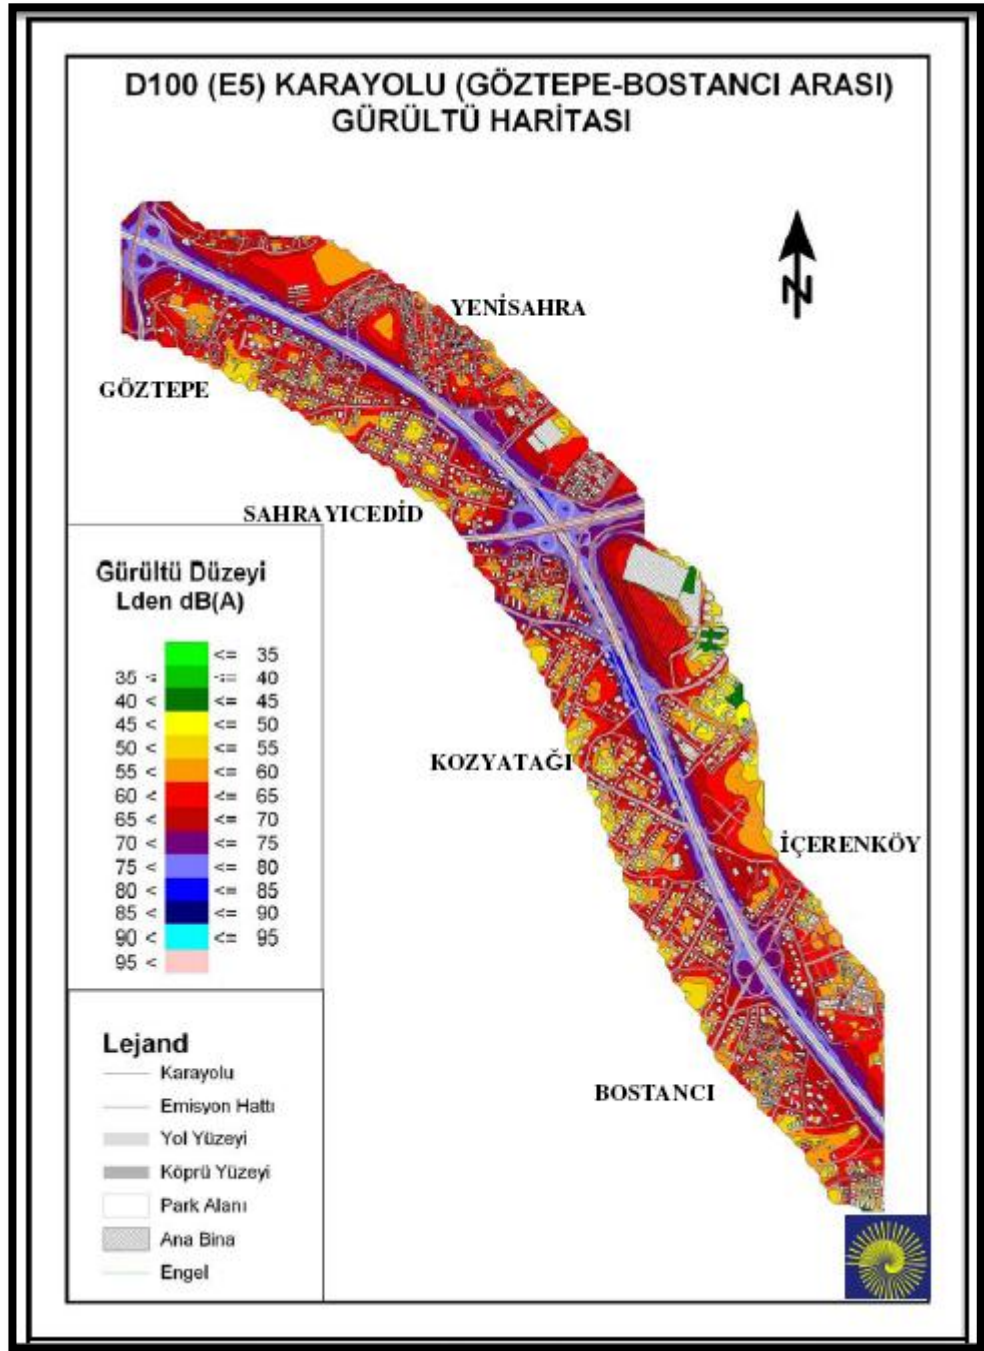 D100 (E5) KARAYOLU (GÖZTEPE-BOSTANCI ARASI)
GÜRÜLTÜ HARİTASI
N
YENİSAHRA
GÖZTEPE
SAHRAYICEDİD
KOZYATAĞI
İÇERENKÖY
BOSTANCI
Gürültü Düzeyi
Lden dB(A)
<= 35
35 < <= 40
40 < <= 45
45 < <= 50
50 < <= 55
55 < <= 60
60 < <= 65
65 < <= 70
70 < <= 75
75 < <= 80
80 < <= 85
85 < <= 90
90 < <= 95
95 <
Lejand
Karayolu
Emisyon Hattı
Yol Yüzeyi
Köprü Yüzeyi
Park Alanı
Ana Bina
Engel